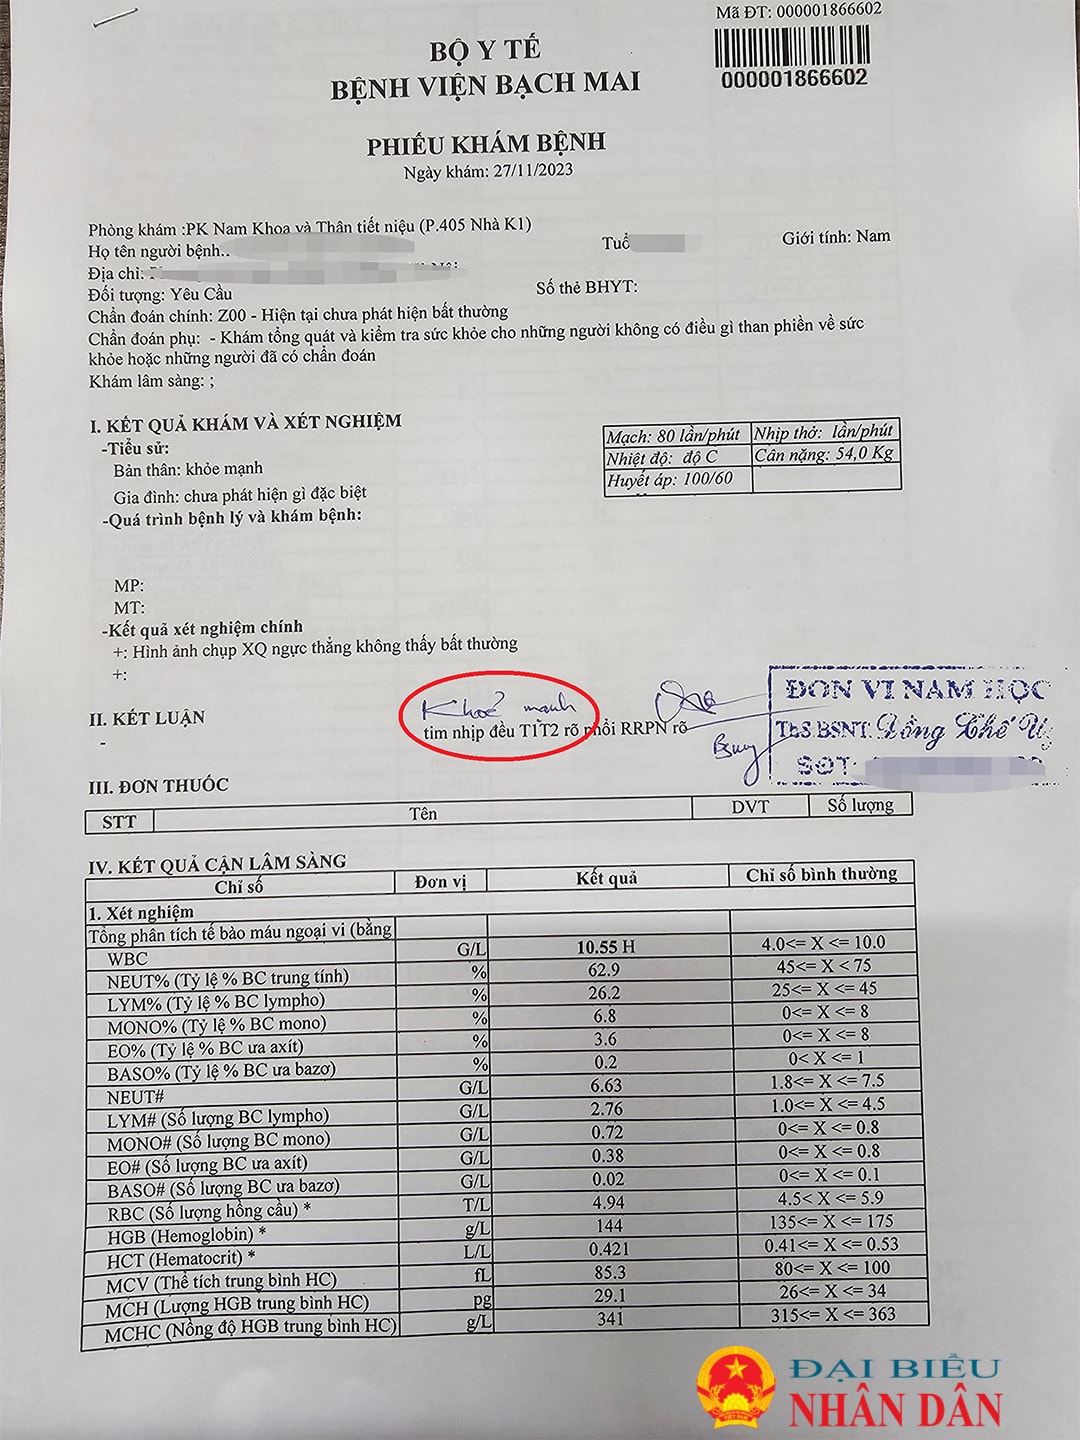 Mã ĐT: 000001866602
000001866602
BỘ Y TẾ
BỆNH VIỆN BẠCH MAI
PHIẾU KHÁM BỆNH
Ngày khám: 27/11/2023
Phòng khám :PK Nam Khoa và Thân tiết niệu (P.405 Nhà K1)
Họ tên người bệnh..
Tuổ
Giới tính: Nam
Địa chỉ:
Đối tượng: Yêu Cầu
Số thẻ BHYT:
Chẩn đoán chính: Z00 - Hiện tại chưa phát hiện bất thường
Chẩn đoán phụ: - Khám tổng quát và kiểm tra sức khỏe cho những người không có điều gì than phiền về sức
khỏe hoặc những người đã có chẩn đoán
Khám lâm sàng: ;
I. KẾT QUẢ KHÁM VÀ XÉT NGHIỆM
-Tiểu sử:
Bản thân: khỏe mạnh
Gia đình: chưa phát hiện gì đặc biệt
-Quá trình bệnh lý và khám bệnh:
Mạch: 80 lần/phút Nhịp thở: lần/phút
Nhiệt độ: độ C Cân nặng: 54,0 Kg
Huyết áp: 100/60
MP:
MT:
-Kết quả xét nghiệm chính
+: Hình ảnh chụp XQ ngực thẳng không thấy bất thường
+:
II. KẾT LUẬN
-
Khoẻ mạnh
tim nhịp đều T1T2 rõ phổi RRPN rõ
ĐƠN VỊ NAM HỌC
ThS.BSNT. Đồng Thế
SĐT:
III. ĐƠN THUỐC
STT Tên DVT Số lượng
IV. KẾT QUẢ CẬN LÂM SÀNG
Chỉ số Đơn vị Kết quả Chỉ số bình thường
1. Xét nghiệm
Tổng phân tích tế bào máu ngoại vi (bằng
WBC G/L 10.55 H 4.0<= X <= 10.0
NEUT% (Tỷ lệ % BC trung tính) % 62.9 45<= X < 75
LYM% (Tỷ lệ % BC lympho) % 26.2 25<= X <= 45
MONO% (Tỷ lệ % BC mono) % 6.8 0<= X <= 8
EO% (Tỷ lệ % BC ưa axít) % 3.6 0<= X <= 8
BASO% (Tỷ lệ % BC ưa bazơ) % 0.2 0< X <= 1
NEUT# G/L 6.63 1.8<= X <= 7.5
LYM# (Số lượng BC lympho) G/L 2.76 1.0<= X <= 4.5
MONO# (Số lượng BC mono) G/L 0.72 0<= X <= 0.8
EO# (Số lượng BC ưa axít) G/L 0.38 0<= X <= 0.8
BASO# (Số lượng BC ưa bazơ) G/L 0.02 0<= X <= 0.1
RBC (Số lượng hồng cầu) * T/L 4.94 4.5< X <= 5.9
HGB (Hemoglobin) * g/L 144 135<= X <= 175
HCT (Hematocrit) * L/L 0.421 0.41<= X <= 0.53
MCV (Thể tích trung bình HC) fL 85.3 80<= X <= 100
MCH (Lượng HGB trung bình HC) pg 29.1 26<= X <= 34
MCHC (Nồng độ HGB trung bình HC) g/L 341 315<= X <= 363
VIỆT NAM
ĐẠI BIỂU
NHÂN DÂN